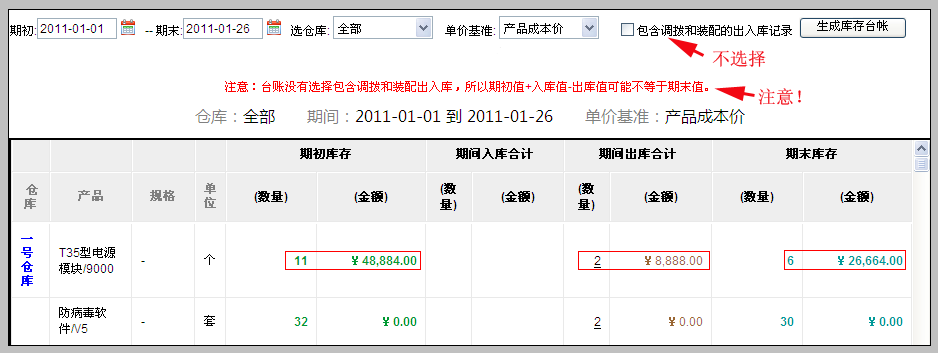 期初: 2011-01-01 -- 期末: 2011-01-26 选仓库: 全部 单价基准: 产品成本价 包含调拨和装配的出入库记录 生成库存台帐
不选择
注意：台账没有选择包含调拨和装配出入库，所以期初值+入库值-出库值可能不等于期末值。
注意！
仓库：全部 期间：2011-01-01 到 2011-01-26 单价基准：产品成本价
期初库存 期间入库合计 期间出库合计 期末库存
仓库 产品 规格 单位 (数量) (金额) (数量) (金额) (数量) (金额) (数量) (金额)
一号仓库 T35型电源模块/9000 - 个 11 ¥ 48,884.00 2 ¥ 8,888.00 6 ¥ 26,664.00
防病毒软件/V5 - 套 32 ¥ 0.00 2 ¥ 0.00 30 ¥ 0.00